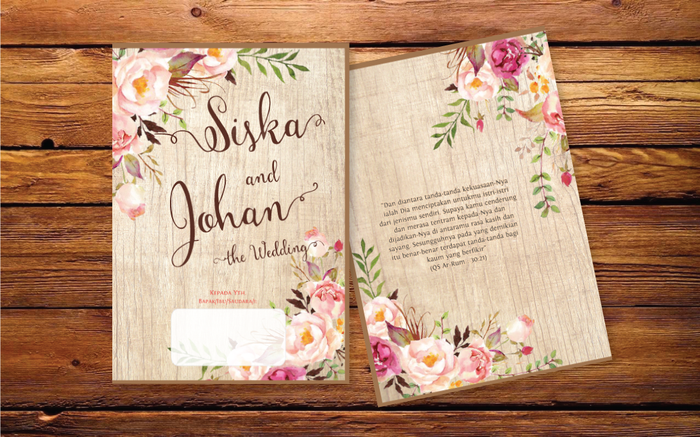 Siska
and
Johan
the Wedding
Kepada Yth
Bapak/Ibu/Saudara/i
"Dan diantara tanda-tanda kekuasaan-Nya
ialah Dia menciptakan untukmu istri-istri
dari jenismu sendiri. Supaya kamu cenderung
dan merasa tentram kepada-Nya dan
dijadikan-Nya di antaramu rasa kasih dan
sayang. Sesungguhnya pada yang demikian
itu benar-benar terdapat tanda-tanda bagi
kaum yang berfikir"
(QS Ar-Rum 30:21)